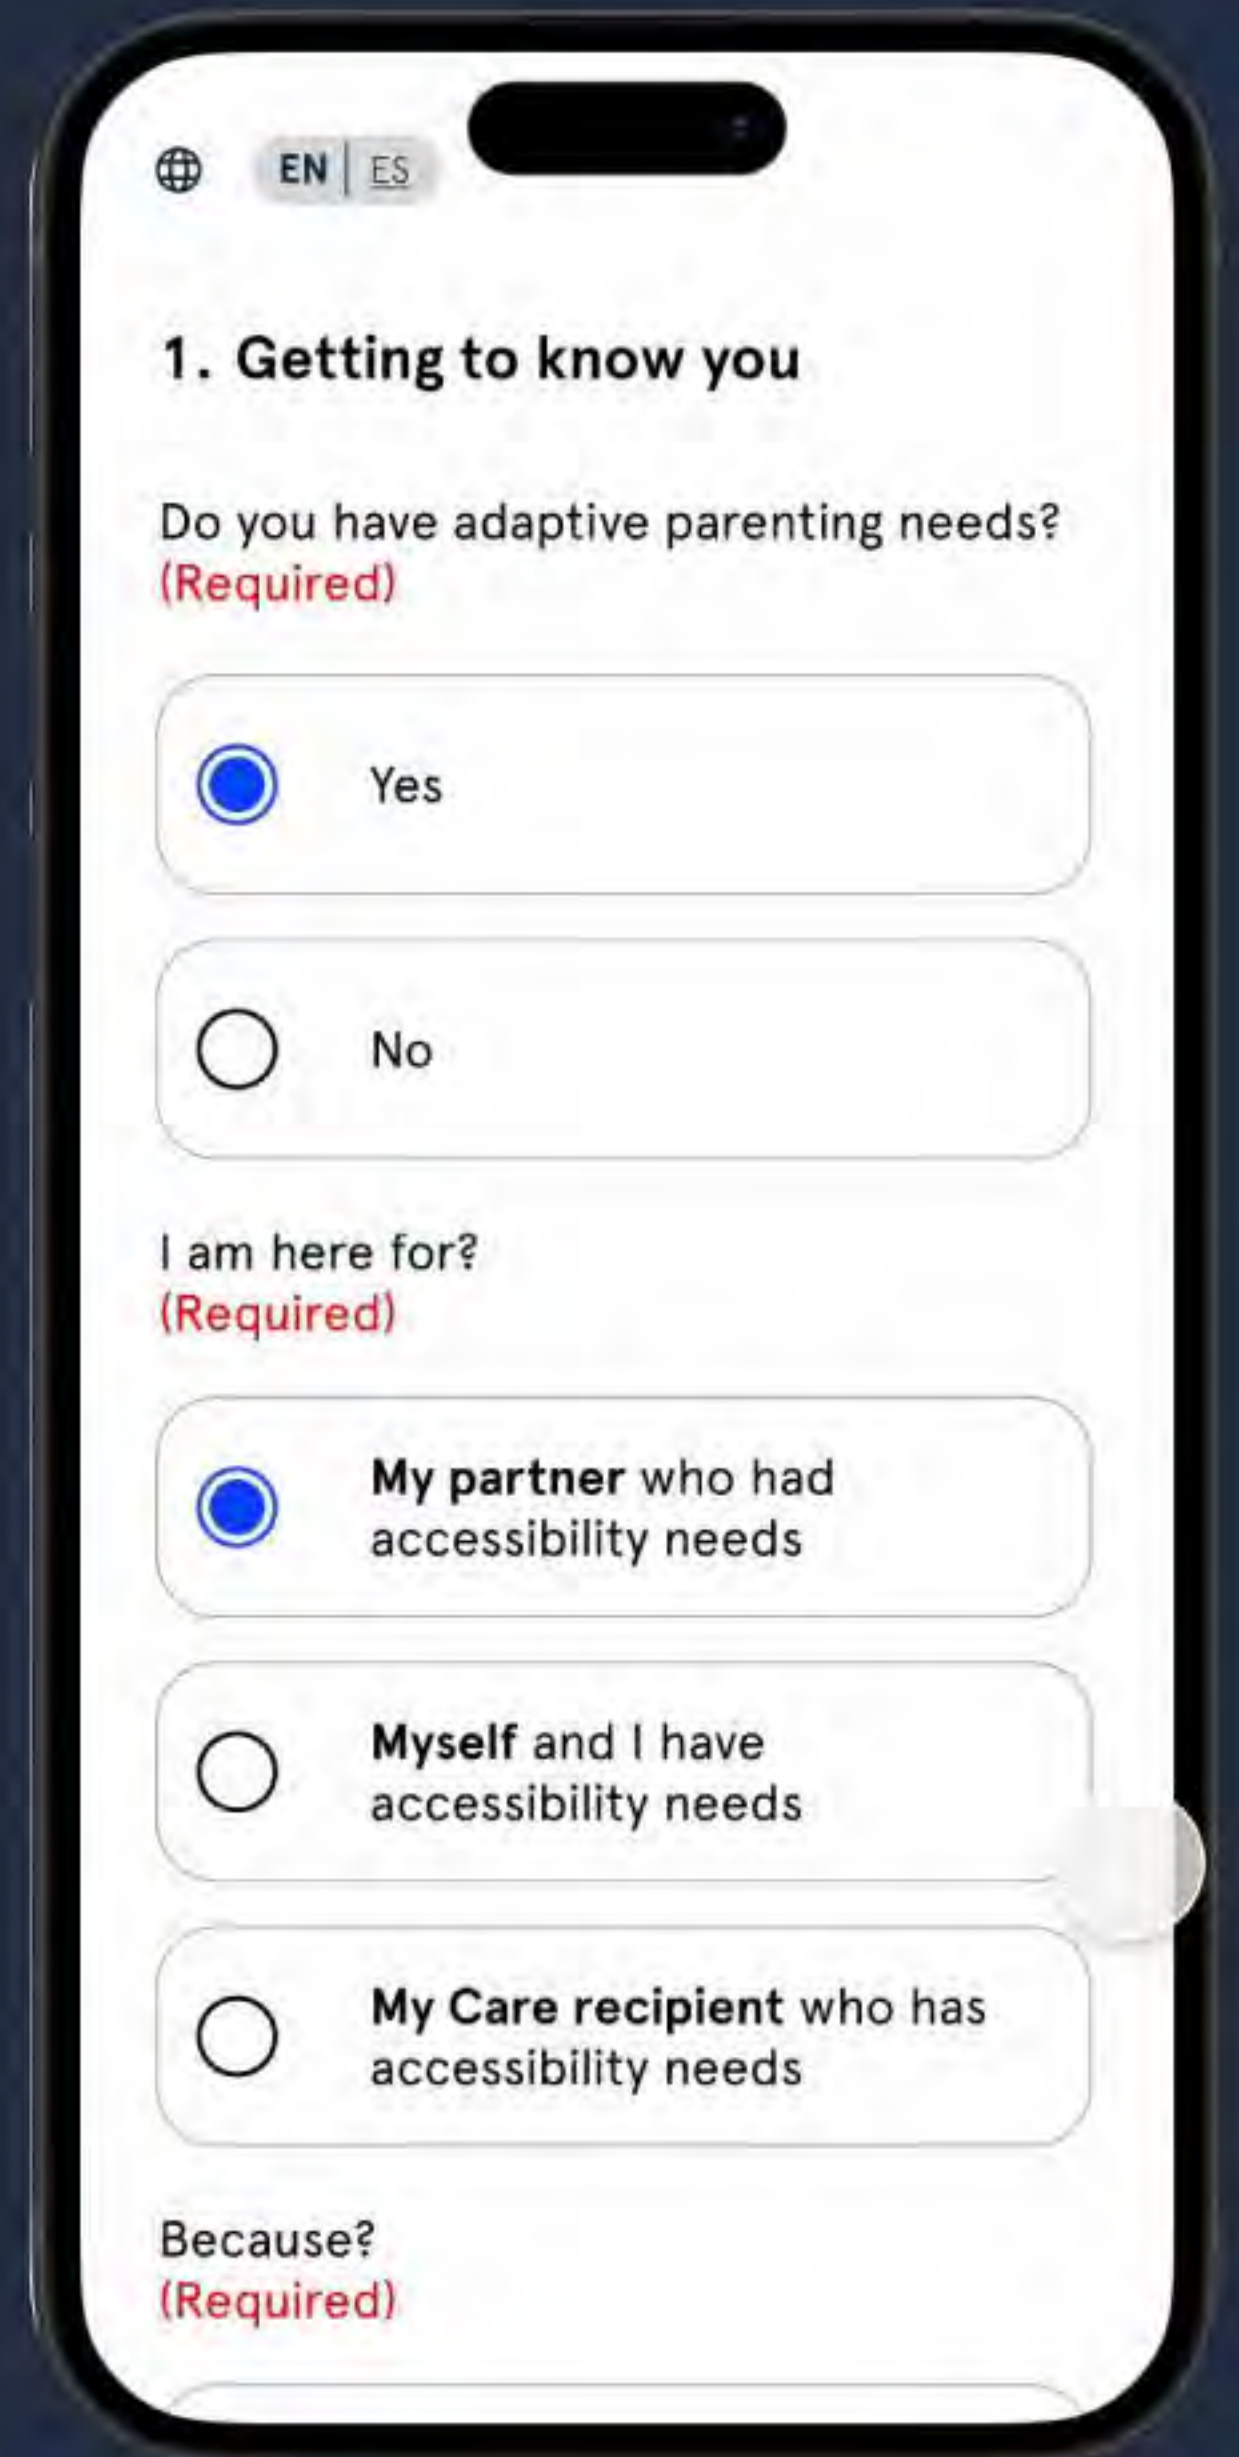 EN | ES
1. Getting to know you
Do you have adaptive parenting needs?
(Required)
Yes
No
I am here for?
(Required)
My partner who had
accessibility needs
Myself and I have
accessibility needs
My Care recipient who has
accessibility needs
Because?
(Required)